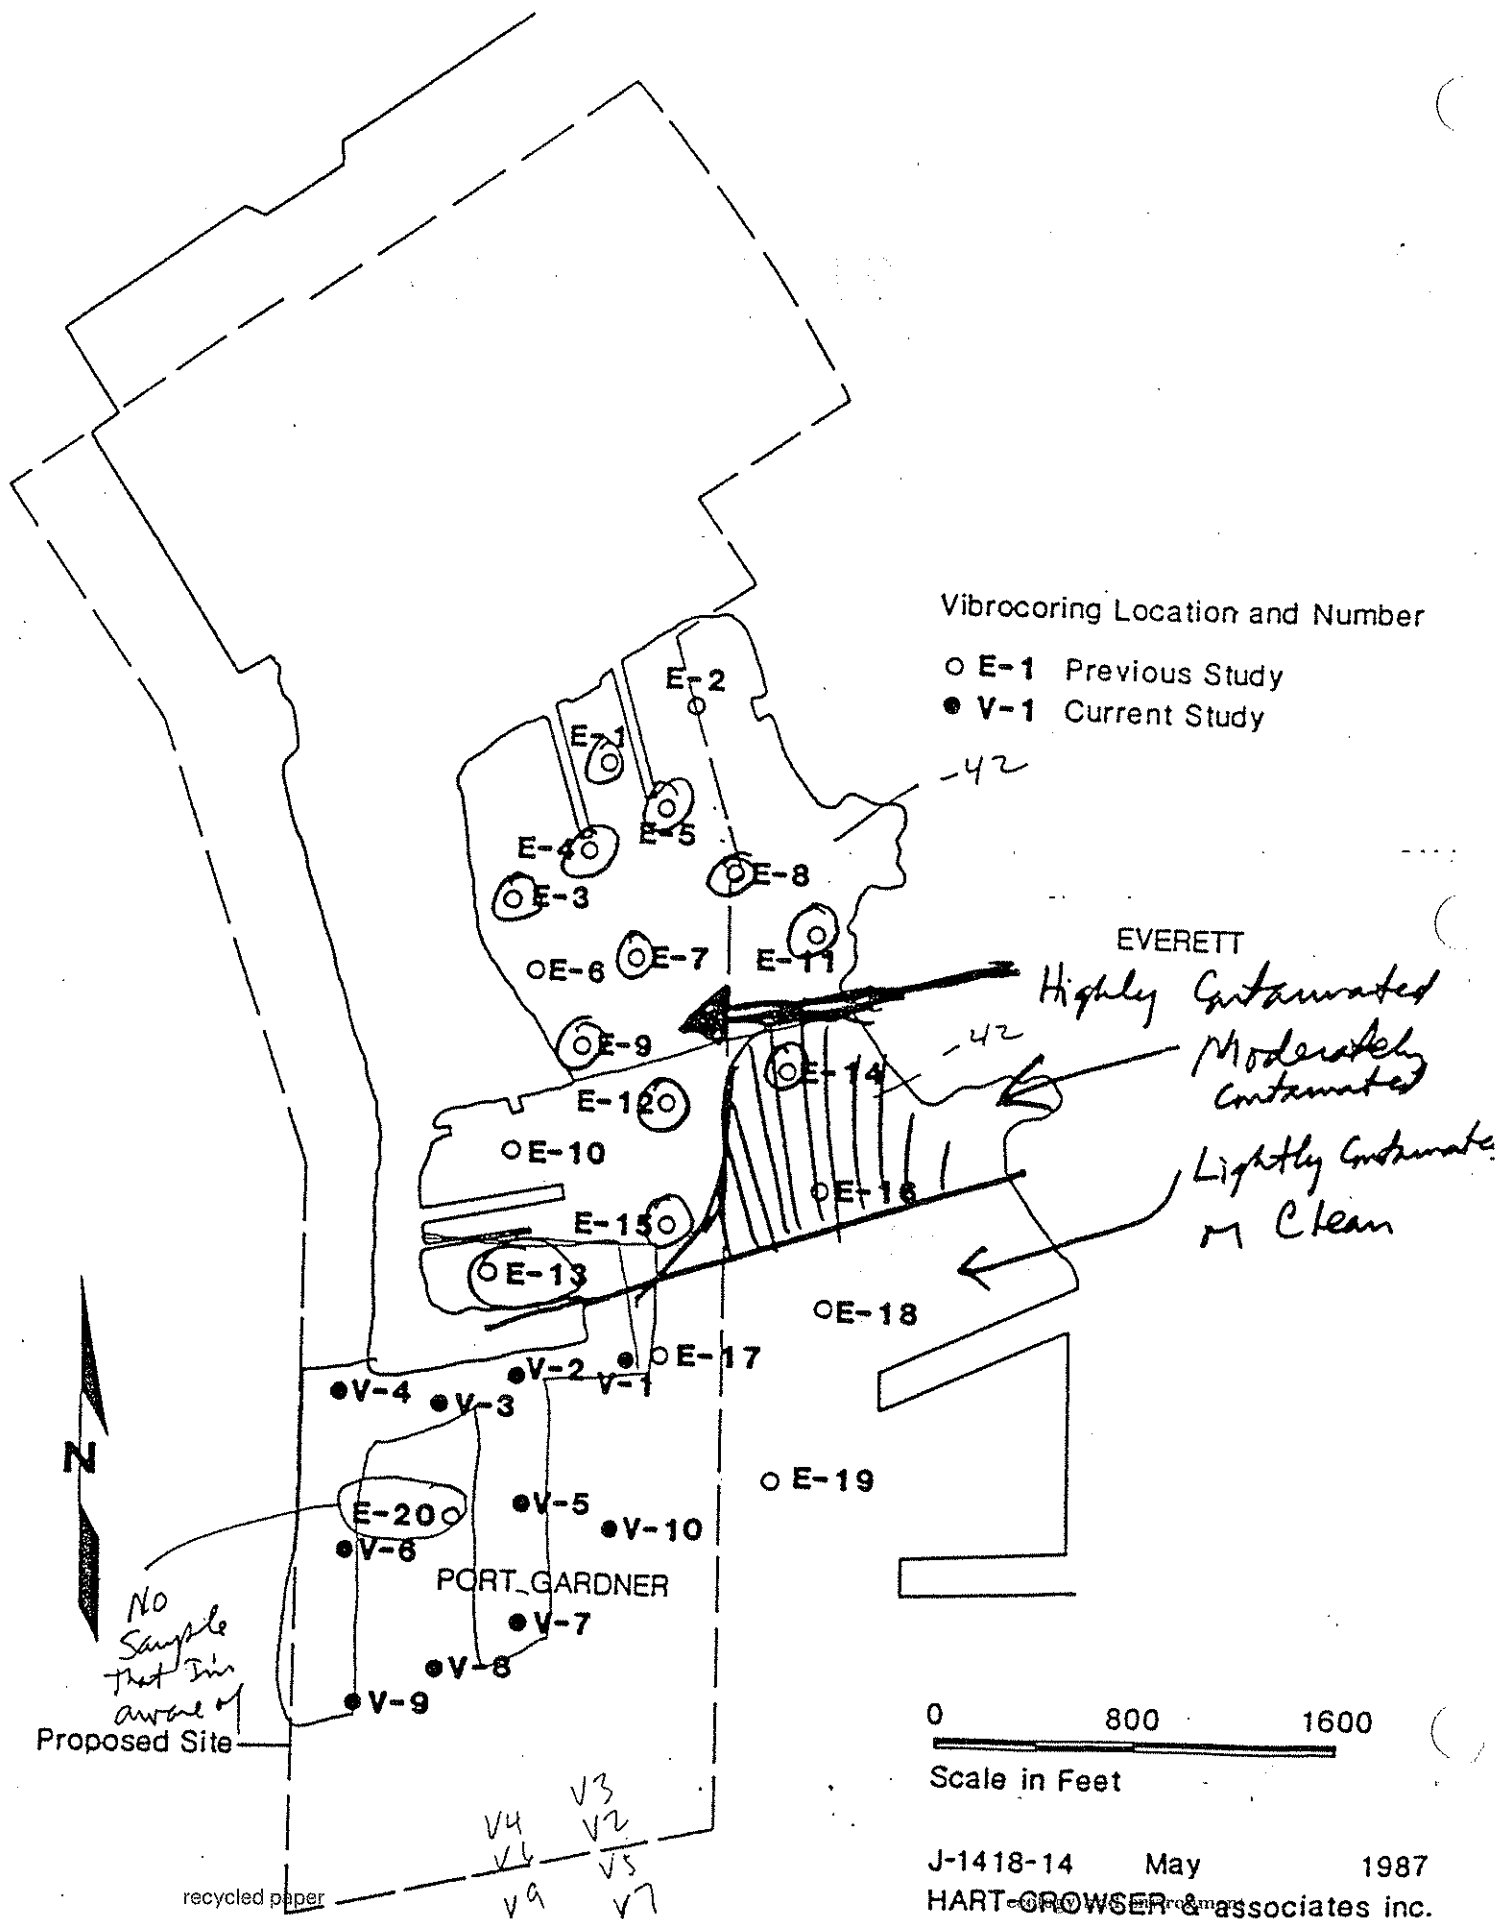 Vibrocoring Location and Number
E-1 Previous Study
V-1 Current Study
E-2
E-1
-42
E-5
E-4
E-8
E-3
EVERETT
E-7
E-11
E-6
Highly Contaminated
-42
E-9
Moderately
Contaminated
E-14
E-12
E-10
Lightly Contaminated
E-16
or Clean
E-15
E-13
E-18
E-17
V-2
V-1
V-4
V-3
N
E-19
V-5
E-20
V-10
V-6
PORT GARDNER
No
Sample
That I'm
aware of
V-7
V-8
V-9
Proposed Site
0 800 1600
Scale in Feet
V3
V4 V2
V6 V5
V9 V7
J-1418-14 May 1987
HART-CROWSER & associates inc.
recycled paper
ecology and environment